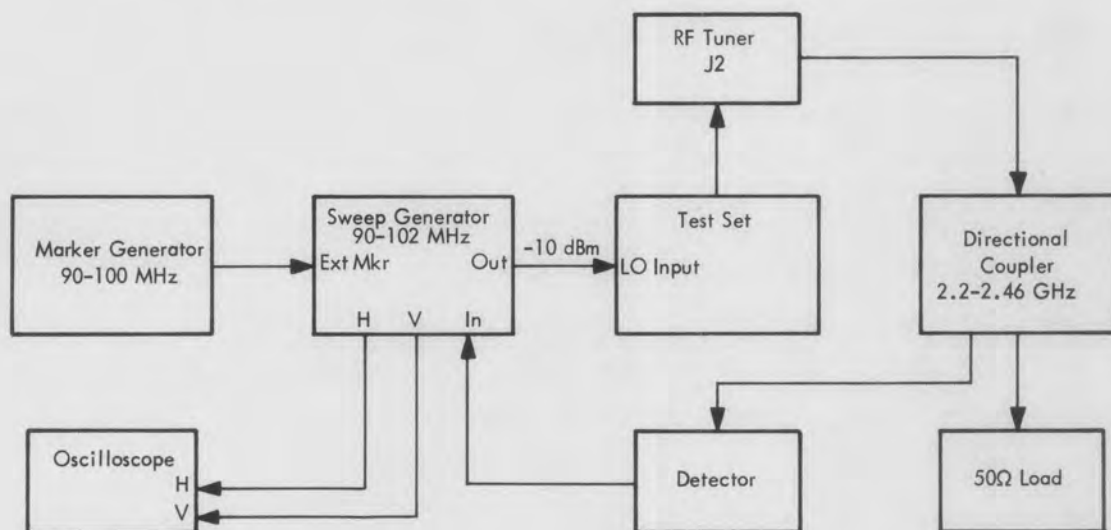 RF Tuner
J2
Marker Generator
90-100 MHz
Sweep Generator
90-102 MHz
Ext Mkr
Out
H
V
In
-10 dBm
Test Set
LO Input
Directional
Coupler
2.2-2.46 GHz
Oscilloscope
H
V
Detector
50Ω Load